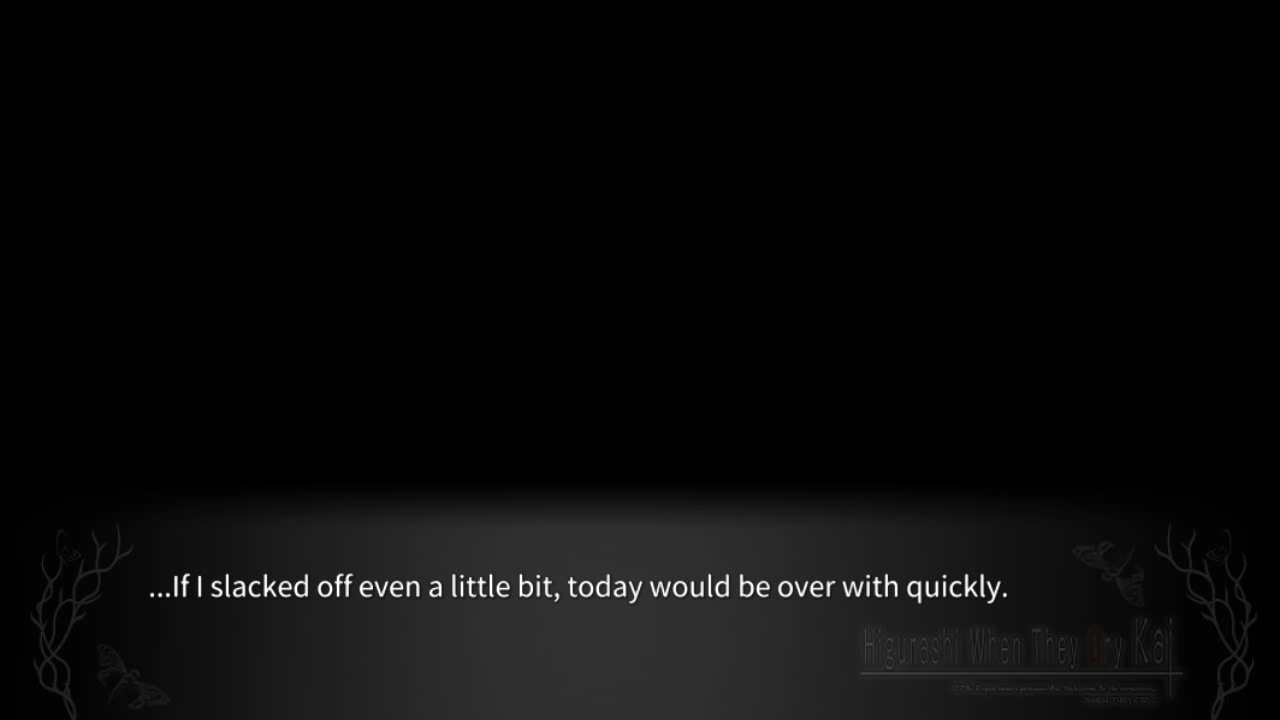 ...If I slacked off even a little bit, today would be over with quickly.
Higurashi When They Cry Kai